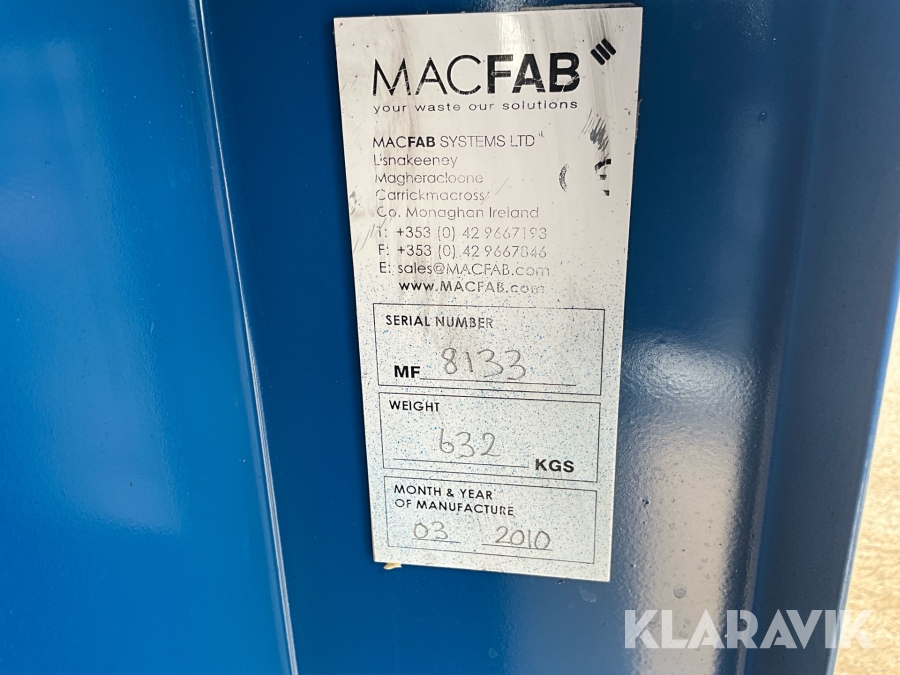 MACFAB
your waste our solutions
MACFAB SYSTEMS LTD
Lisnakeeney
Magheracloone
Carrickmacross
Co. Monaghan Ireland
T: +353 (0) 42 9667193
F: +353 (0) 42 9667846
E: sales@MACFAB.com
www.MACFAB.com
SERIAL NUMBER
MF 8133
WEIGHT
632 KGS
MONTH & YEAR
OF MANUFACTURE
03 2010
KLARAVIK